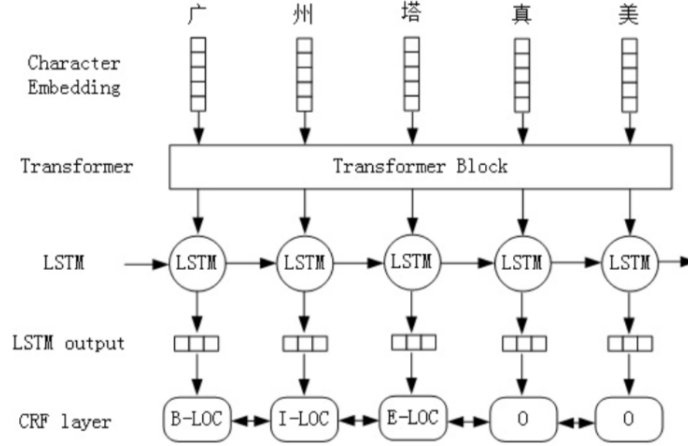 广 州 塔 真 美
Character
Embedding
Transformer
Transformer Block
LSTM
LSTM LSTM LSTM LSTM LSTM
LSTM output
CRF layer
B-LOC I-LOC E-LOC O O